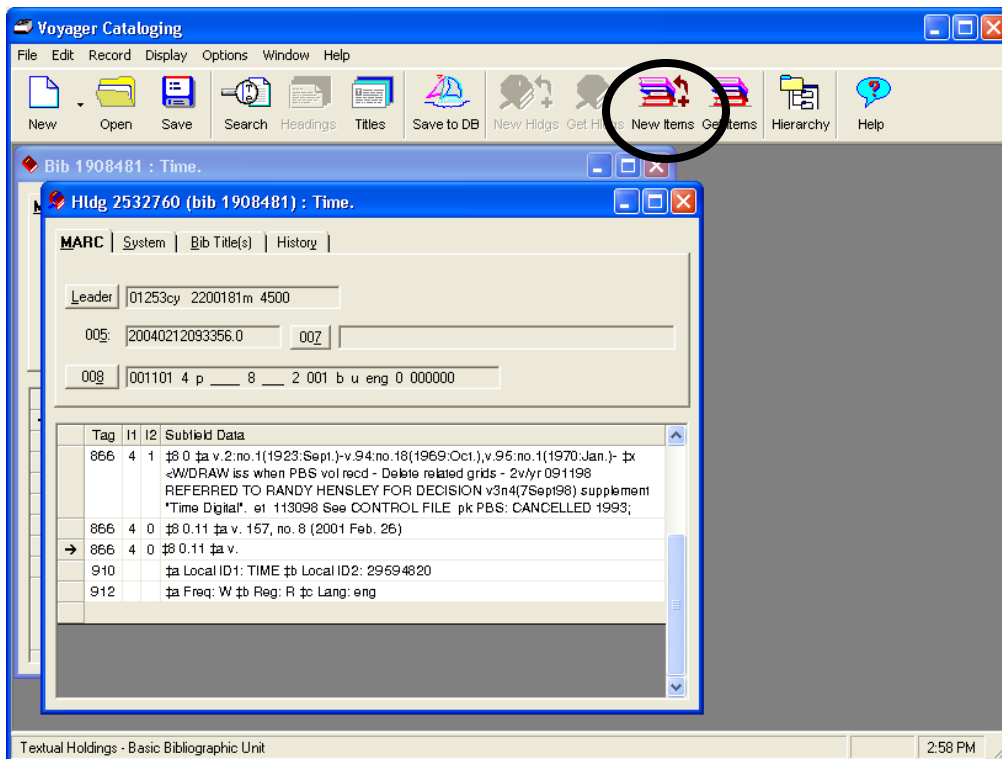 Voyager Cataloging
File Edit Record Display Options Window Help
New Open Save Search Headings Titles Save to DB New Hldgs Get Hldgs New Items Get Items Hierarchy Help
Bib 1908481 : Time.
Hldg 2532760 (bib 1908481) : Time.
MARC System Bib Title(s) History
Leader 01253cy 2200181m 4500
005: 20040212093356.0 007
008 001101 4 p ____ 8 ___ 2 001 b u eng 0 000000
Tag I1 I2 Subfield Data
866 4 1 ‡8 0 ‡a v.2:no.1(1923:Sept.)-v.94:no.18(1969:Oct.),v.95:no.1(1970:Jan.)- ‡x
<W/DRAW iss when PBS vol recd - Delete related grids - 2v/yr 091198
REFERRED TO RANDY HENSLEY FOR DECISION v3n4(7Sept98) supplement
"Time Digital". e1 113098 See CONTROL FILE pk PBS: CANCELLED 1993;
866 4 0 ‡8 0.11 ‡a v. 157, no. 8 (2001 Feb. 26)
866 4 0 ‡8 0.11 ‡a v.
910 ‡a Local ID1: TIME ‡b Local ID2: 29594820
912 ‡a Freq: W ‡b Reg: R ‡c Lang: eng
Textual Holdings - Basic Bibliographic Unit 2:58 PM